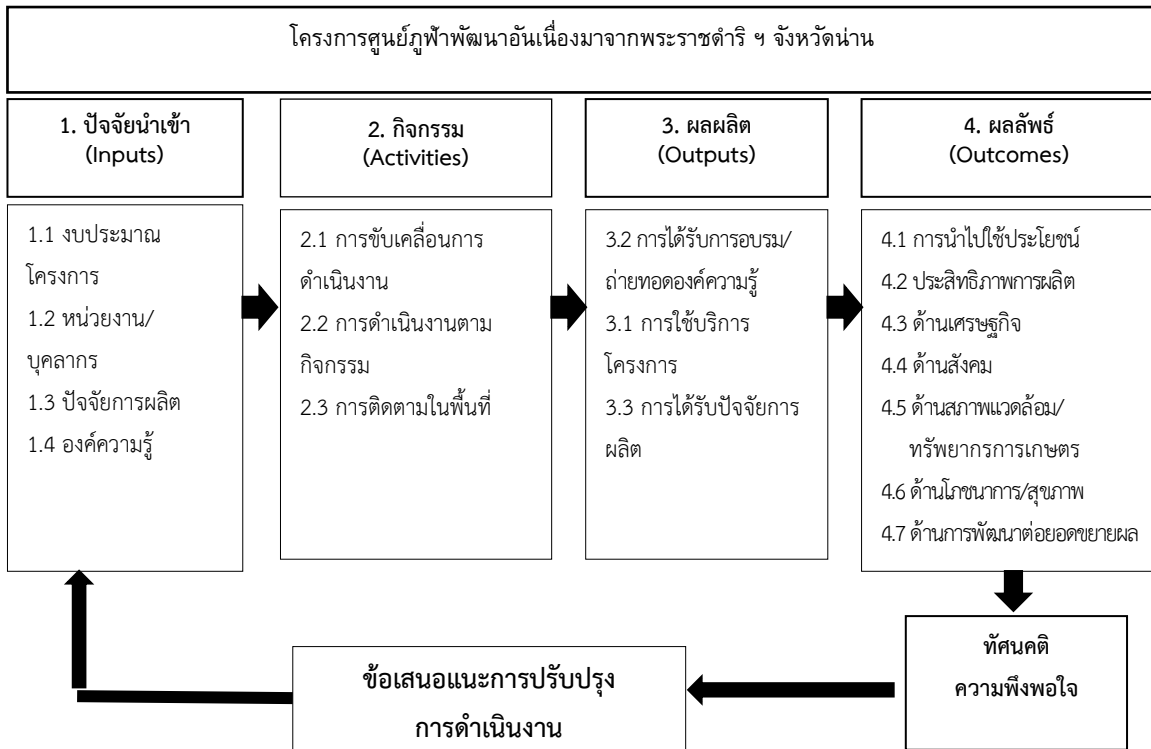 โครงการศูนย์ภูฟ้าพัฒนาอันเนื่องมาจากพระราชดำริ ฯ จังหวัดน่าน
1. ปัจจัยนำเข้า
(Inputs)
2. กิจกรรม
(Activities)
3. ผลผลิต
(Outputs)
4. ผลลัพธ์
(Outcomes)
1.1 งบประมาณ
โครงการ
1.2 หน่วยงาน/
บุคลากร
1.3 ปัจจัยการผลิต
1.4 องค์ความรู้
2.1 การขับเคลื่อนการ
ดำเนินงาน
2.2 การดำเนินงานตาม
กิจกรรม
2.3 การติดตามในพื้นที่
3.2 การได้รับการอบรม/
ถ่ายทอดองค์ความรู้
3.1 การใช้บริการ
โครงการ
3.3 การได้รับปัจจัยการ
ผลิต
4.1 การนำไปใช้ประโยชน์
4.2 ประสิทธิภาพการผลิต
4.3 ด้านเศรษฐกิจ
4.4 ด้านสังคม
4.5 ด้านสภาพแวดล้อม/
ทรัพยากรการเกษตร
4.6 ด้านโภชนาการ/สุขภาพ
4.7 ด้านการพัฒนาต่อยอดขยายผล
ทัศนคติ
ความพึงพอใจ
ข้อเสนอแนะการปรับปรุง
การดำเนินงาน